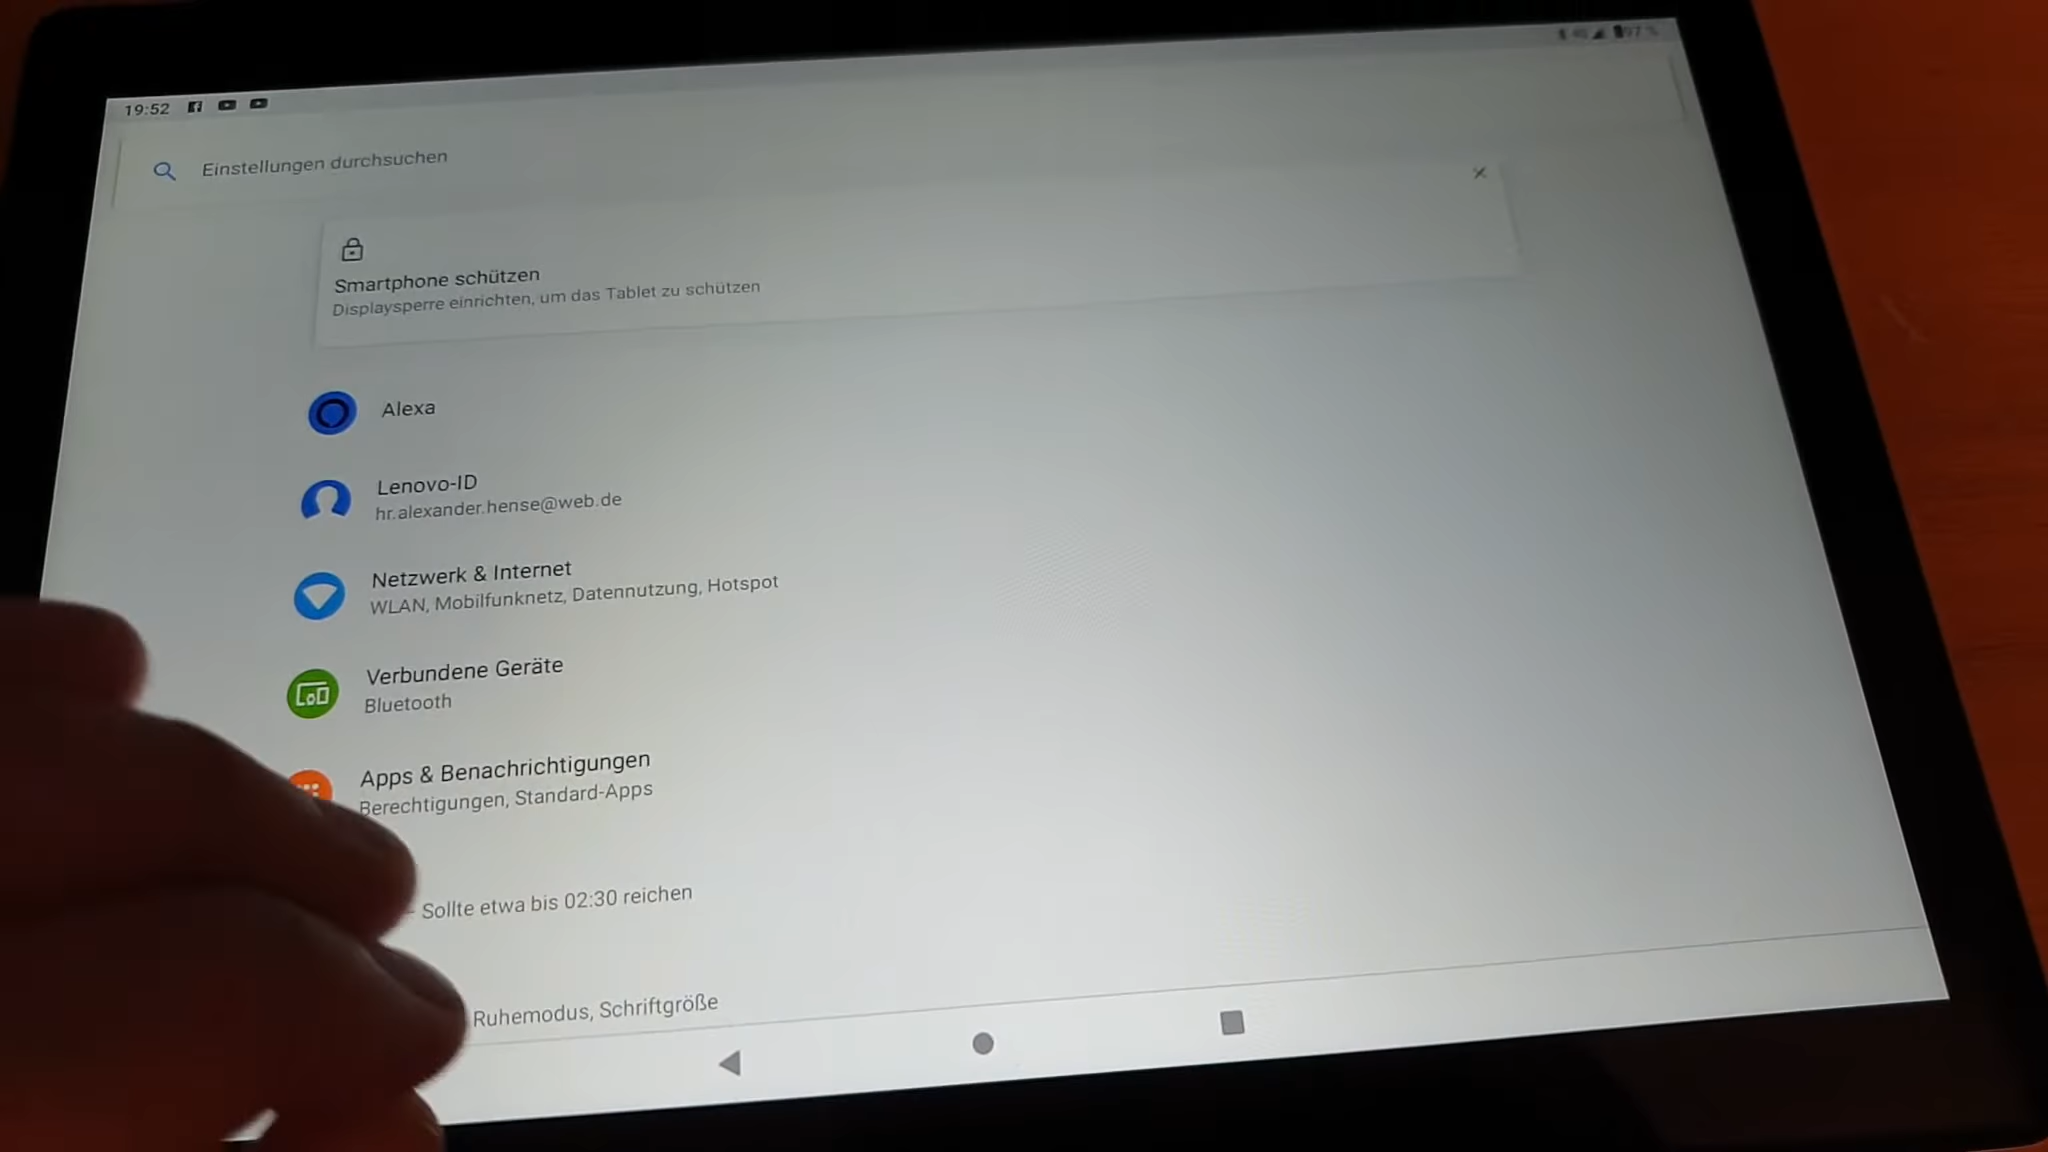 19:52
97 %
Einstellungen durchsuchen
Smartphone schützen
Displaysperre einrichten, um das Tablet zu schützen
Alexa
Lenovo-ID
hr.alexander.hense@web.de
Netzwerk & Internet
WLAN, Mobilfunknetz, Datennutzung, Hotspot
Verbundene Geräte
Bluetooth
Apps & Benachrichtigungen
Berechtigungen, Standard-Apps
- Sollte etwa bis 02:30 reichen
Ruhemodus, Schriftgröße